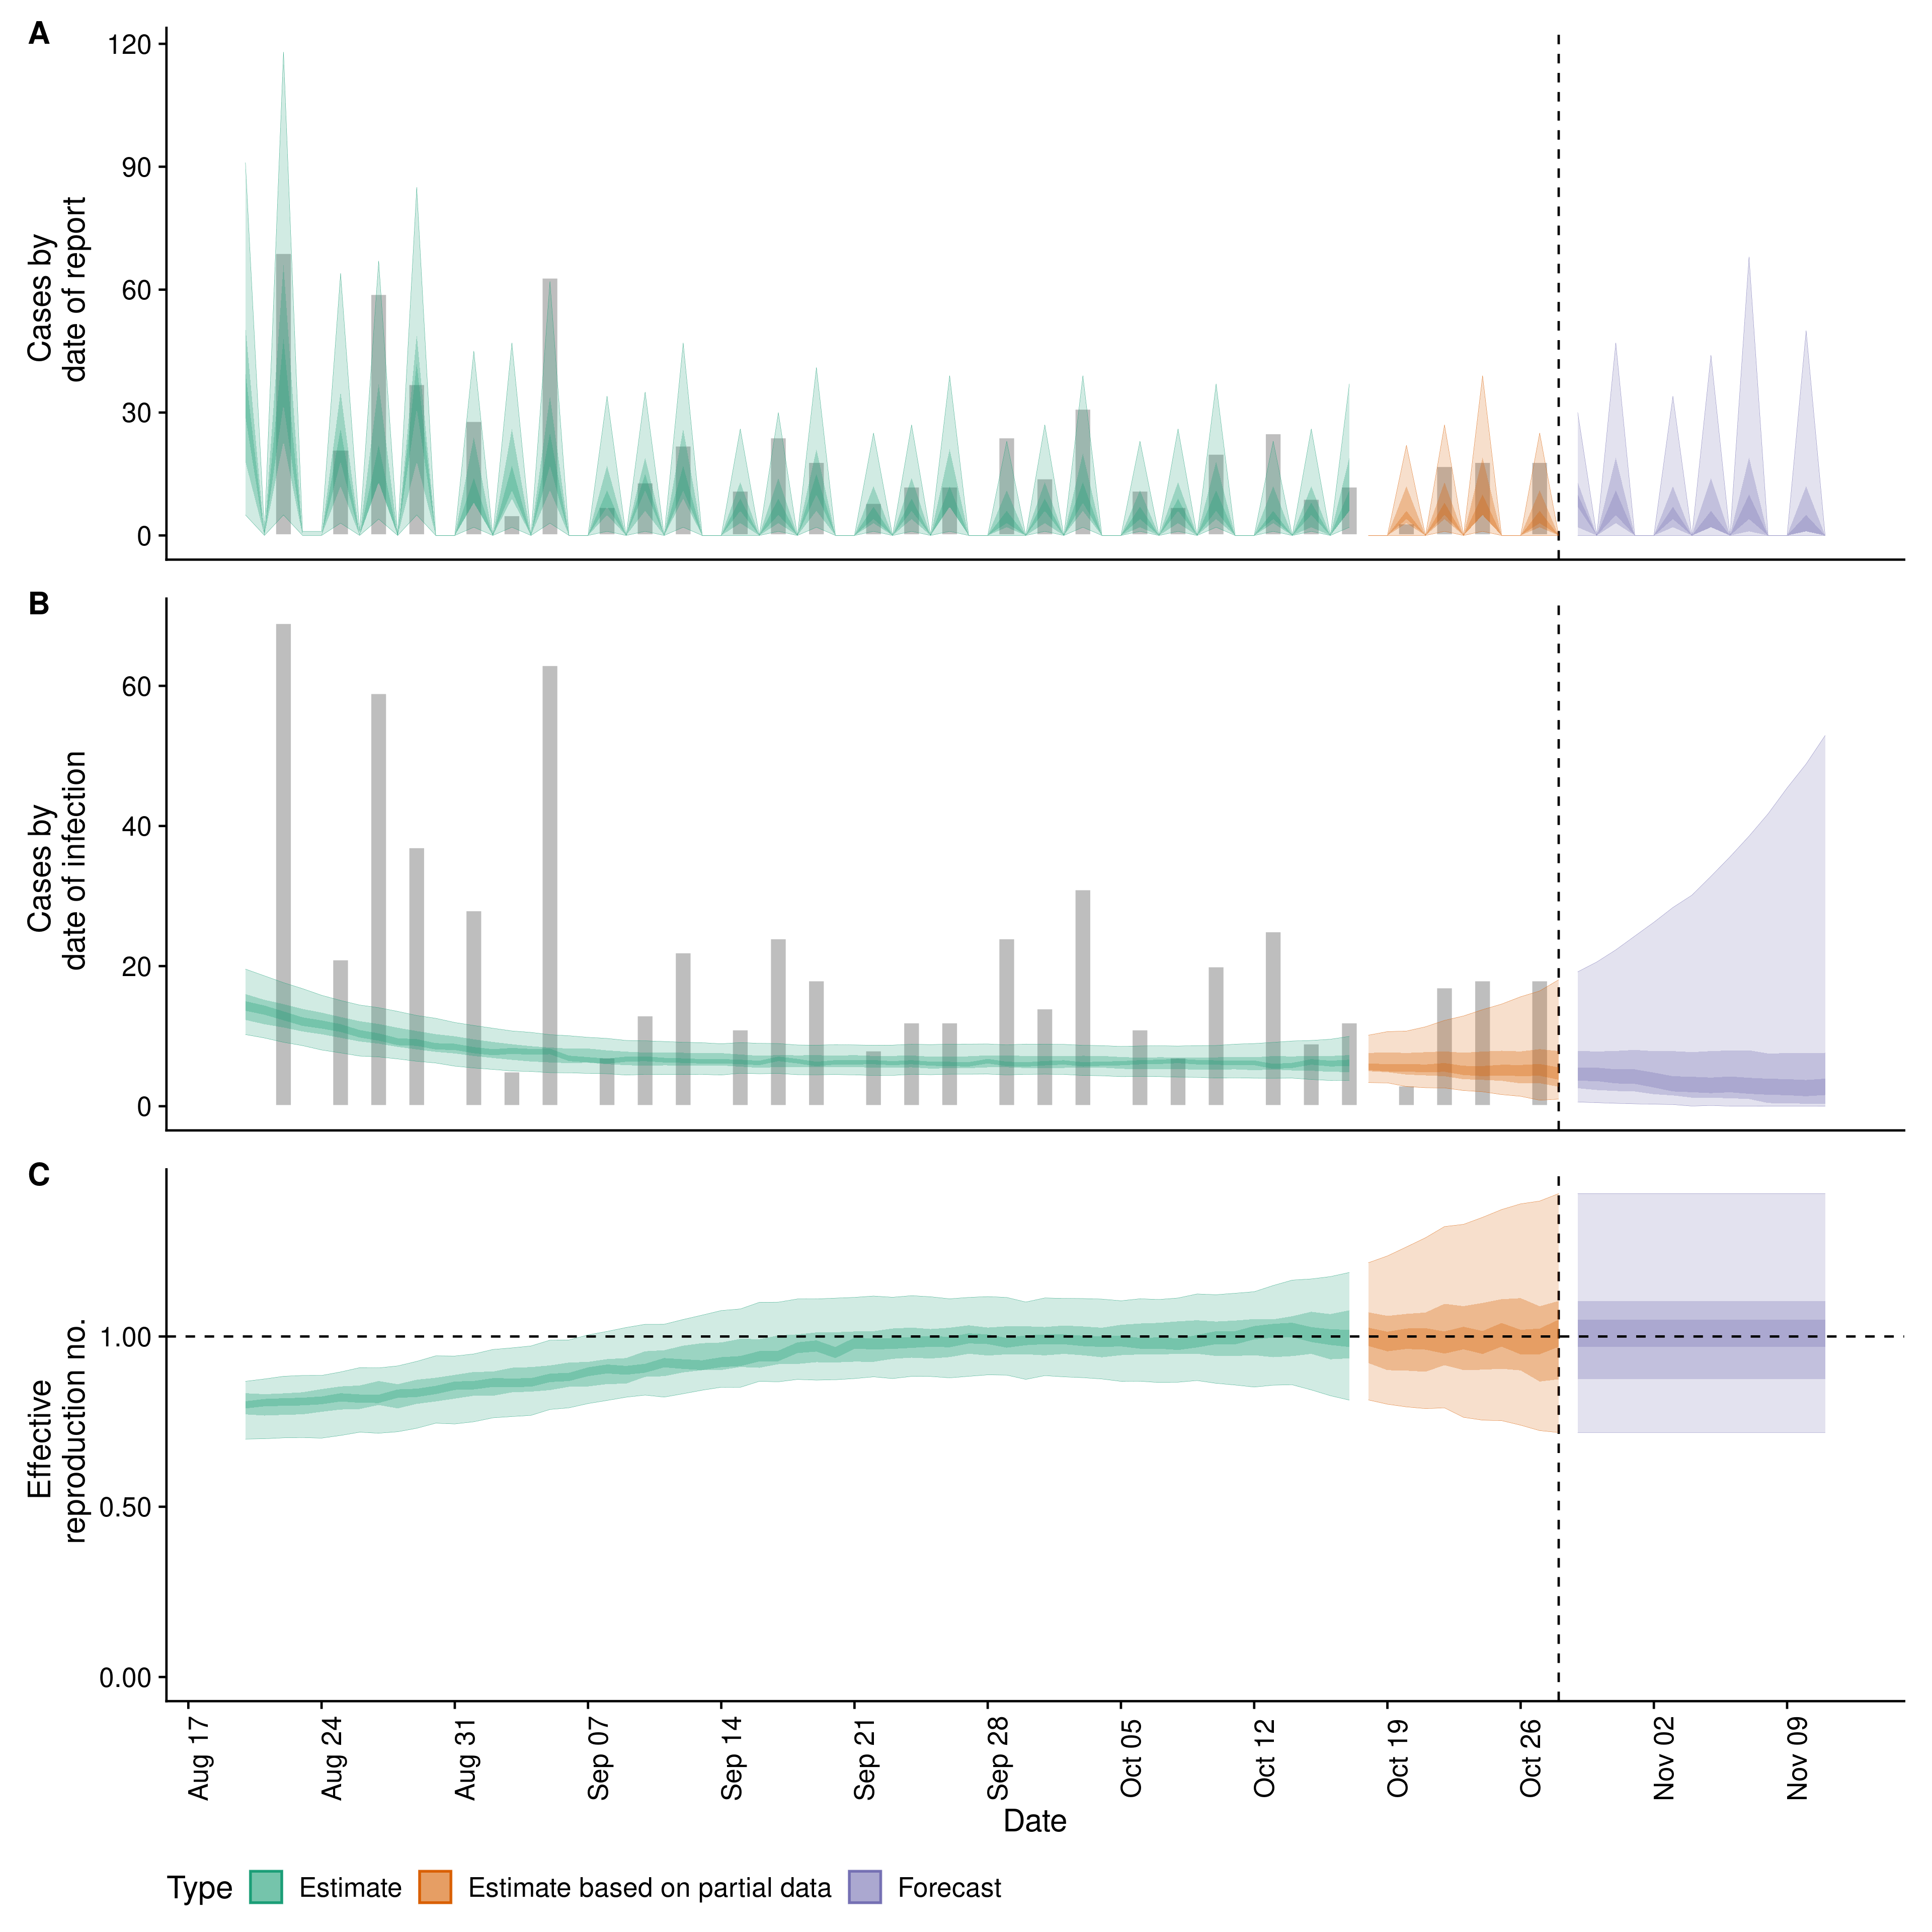 A
Cases by
date of report
120
90
60
30
0
B
Cases by
date of infection
60
40
20
0
C
Effective
reproduction no.
1.00
0.50
0.00
Aug 17
Aug 24
Aug 31
Sep 07
Sep 14
Sep 21
Sep 28
Oct 05
Oct 12
Oct 19
Oct 26
Nov 02
Nov 09
Date
Type Estimate Estimate based on partial data Forecast